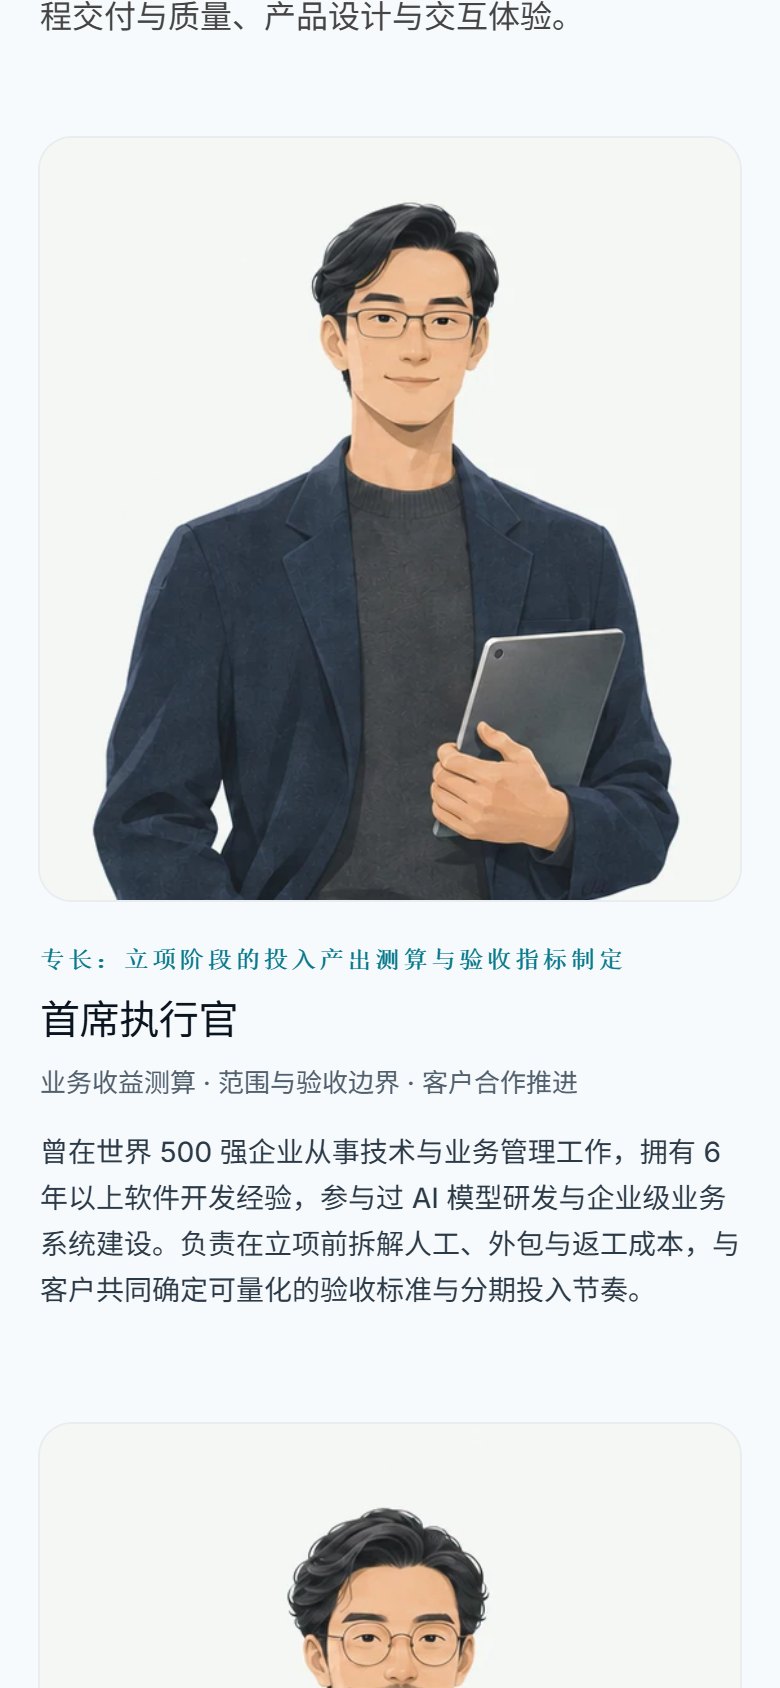 程交付与质量、产品设计与交互体验。
专长：立项阶段的投入产出测算与验收指标制定
首席执行官
业务收益测算 · 范围与验收边界 · 客户合作推进
曾在世界 500 强企业从事技术与业务管理工作，拥有 6
年以上软件开发经验，参与过 AI 模型研发与企业级业务
系统建设。负责在立项前拆解人工、外包与返工成本，与
客户共同确定可量化的验收标准与分期投入节奏。